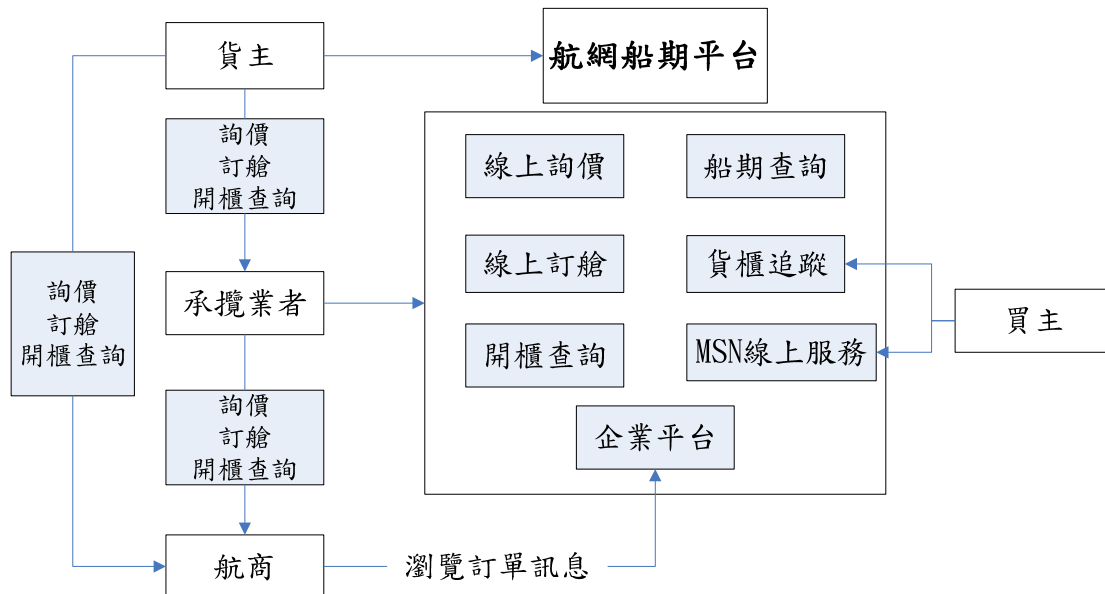 貨主
航網船期平台
詢價
訂艙
開櫃查詢
線上詢價
船期查詢
詢價
訂艙
開櫃查詢
承攬業者
線上訂艙
貨櫃追蹤
買主
開櫃查詢
MSN線上服務
詢價
訂艙
開櫃查詢
企業平台
航商
瀏覽訂單訊息